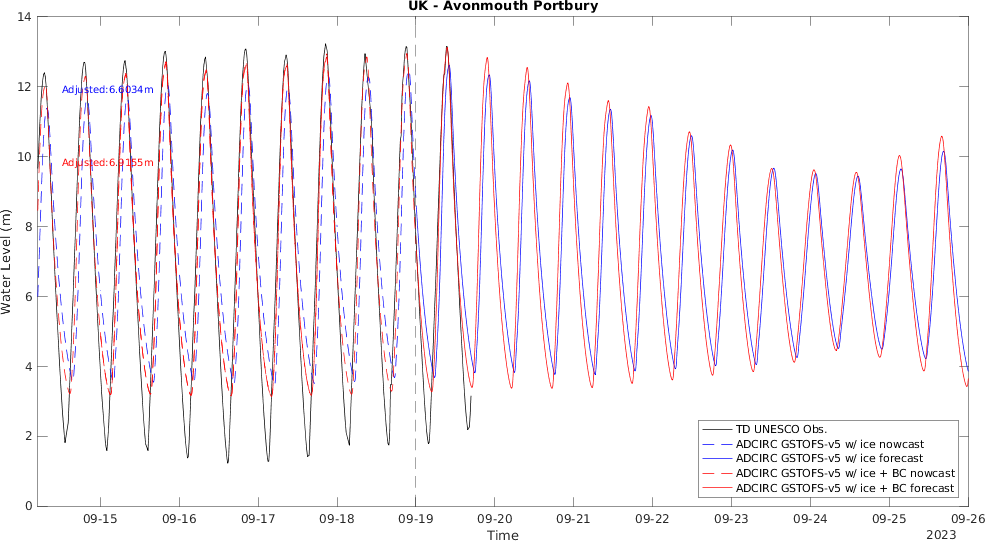 UK - Avonmouth Portbury
14
12
10
8
6
4
2
0
Water Level (m)
Adjusted:6.6034m
Adjusted:6.9155m
TD UNESCO Obs.
ADCIRC GSTOFS-v5 w/ ice nowcast
ADCIRC GSTOFS-v5 w/ ice forecast
ADCIRC GSTOFS-v5 w/ ice + BC nowcast
ADCIRC GSTOFS-v5 w/ ice + BC forecast
09-15 09-16 09-17 09-18 09-19 09-20 09-21 09-22 09-23 09-24 09-25 09-26
Time
2023